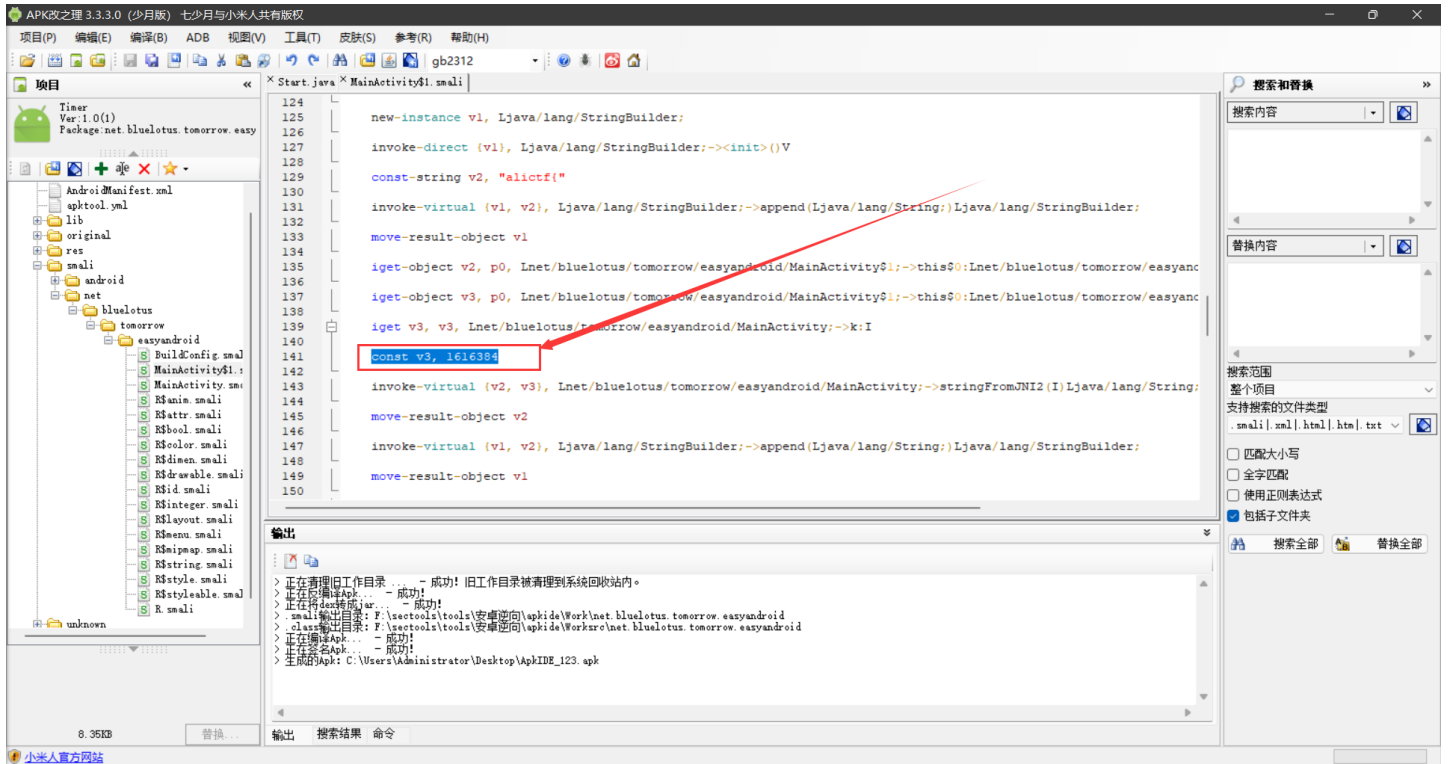 APK改之理 3.3.3.0 (少月版) 七少月与小米人共有版权
项目(P) 编辑(E) 编译(B) ADB 视图(V) 工具(T) 皮肤(S) 参考(R) 帮助(H)
gb2312
项目
Timer
Ver:1.0(1)
Package:net.bluelotus.tomorrow.easy
AndroidManifest.xml
apktool.yml
lib
original
res
smali
android
net
bluelotus
tomorrow
easyandroid
BuildConfig.smal
MainActivity$1.s
MainActivity.sma
R$anim.smali
R$attr.smali
R$bool.smali
R$color.smali
R$dimen.smali
R$drawable.smali
R$id.smali
R$integer.smali
R$layout.smali
R$menu.smali
R$mipmap.smali
R$string.smali
R$style.smali
R$styleable.smal
R.smali
unknown
8.35KB 替换...
Start.java MainActivity$1.smali
124
125 new-instance v1, Ljava/lang/StringBuilder;
126
127 invoke-direct {v1}, Ljava/lang/StringBuilder;-><init>()V
128
129 const-string v2, "alictf{"
130
131 invoke-virtual {v1, v2}, Ljava/lang/StringBuilder;->append(Ljava/lang/String;)Ljava/lang/StringBuilder;
132
133 move-result-object v1
134
135 iget-object v2, p0, Lnet/bluelotus/tomorrow/easyandroid/MainActivity$1;->this$0:Lnet/bluelotus/tomorrow/easyand
136
137 iget-object v3, p0, Lnet/bluelotus/tomorrow/easyandroid/MainActivity$1;->this$0:Lnet/bluelotus/tomorrow/easyand
138
139 iget v3, v3, Lnet/bluelotus/tomorrow/easyandroid/MainActivity;->k:I
140
141 const v3, 1616384
142
143 invoke-virtual {v2, v3}, Lnet/bluelotus/tomorrow/easyandroid/MainActivity;->stringFromJNI2(I)Ljava/lang/String;
144
145 move-result-object v2
146
147 invoke-virtual {v1, v2}, Ljava/lang/StringBuilder;->append(Ljava/lang/String;)Ljava/lang/StringBuilder;
148
149 move-result-object v1
150
输出
> 正在清理旧工作目录 ... - 成功! 旧工作目录被清理到系统回收站内。
> 正在反编译Apk... - 成功!
> 正在将dex转成jar... - 成功!
> .smali输出目录: F:\sectools\tools\安卓逆向\apkide\Work\net.bluelotus.tomorrow.easyandroid
> .class输出目录: F:\sectools\tools\安卓逆向\apkide\Worksrc\net.bluelotus.tomorrow.easyandroid
> 正在编译Apk... - 成功!
> 正在签名Apk... - 成功!
> 生成的Apk: C:\Users\Administrator\Desktop\ApkIDE_123.apk
输出 搜索结果 命令
搜索和替换
搜索内容
替换内容
搜索范围
整个项目
支持搜索的文件类型
.smali|.xml|.html|.htm|.txt
匹配大小写
全字匹配
使用正则表达式
包括子文件夹
搜索全部 替换全部
小米人官方网站